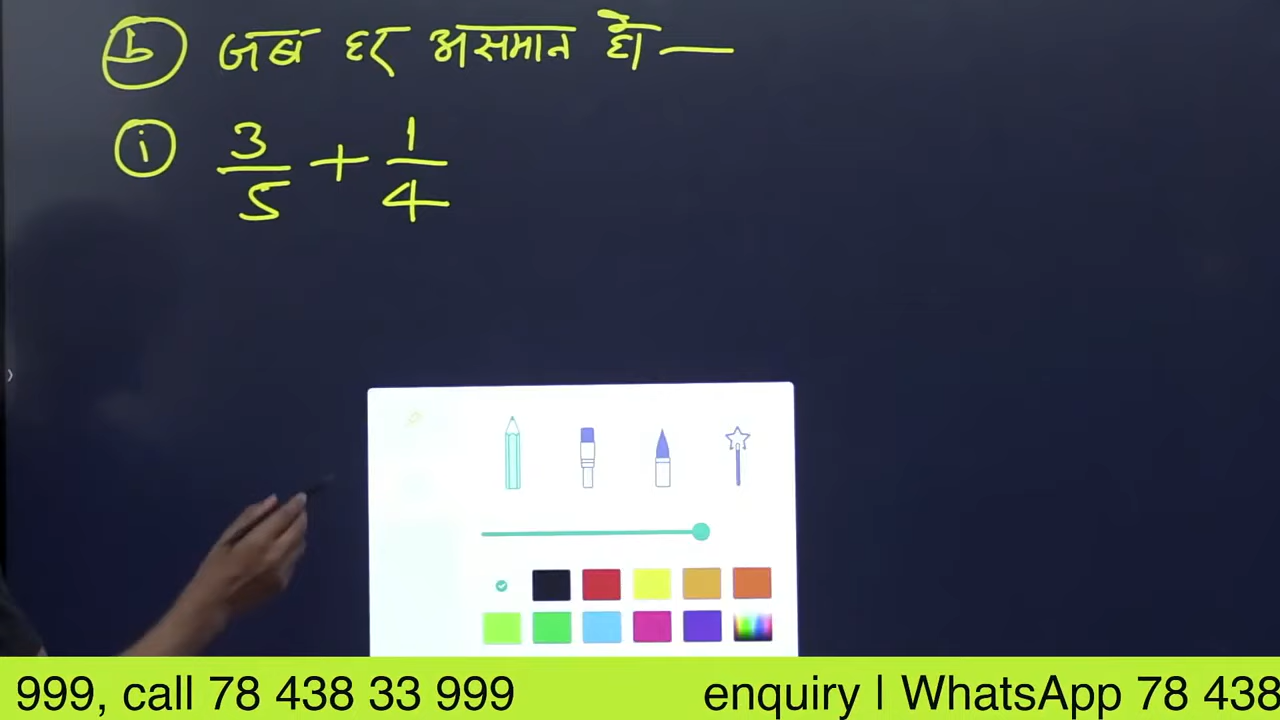 b जब हर असमान हो —
i 3/5 + 1/4
999, call 78 438 33 999 enquiry | WhatsApp 78 438